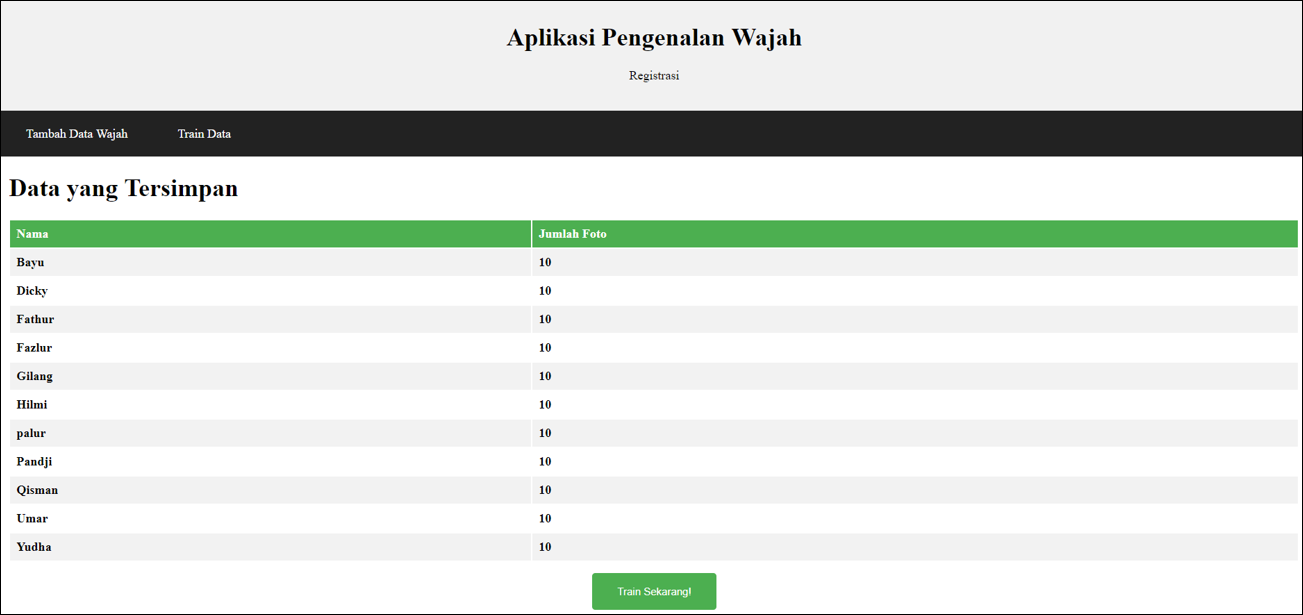 Aplikasi Pengenalan Wajah
Registrasi
Tambah Data Wajah Train Data
Data yang Tersimpan
Nama Jumlah Foto
Bayu 10
Dicky 10
Fathur 10
Fazlur 10
Gilang 10
Hilmi 10
palur 10
Pandji 10
Qisman 10
Umar 10
Yudha 10
Train Sekarang!